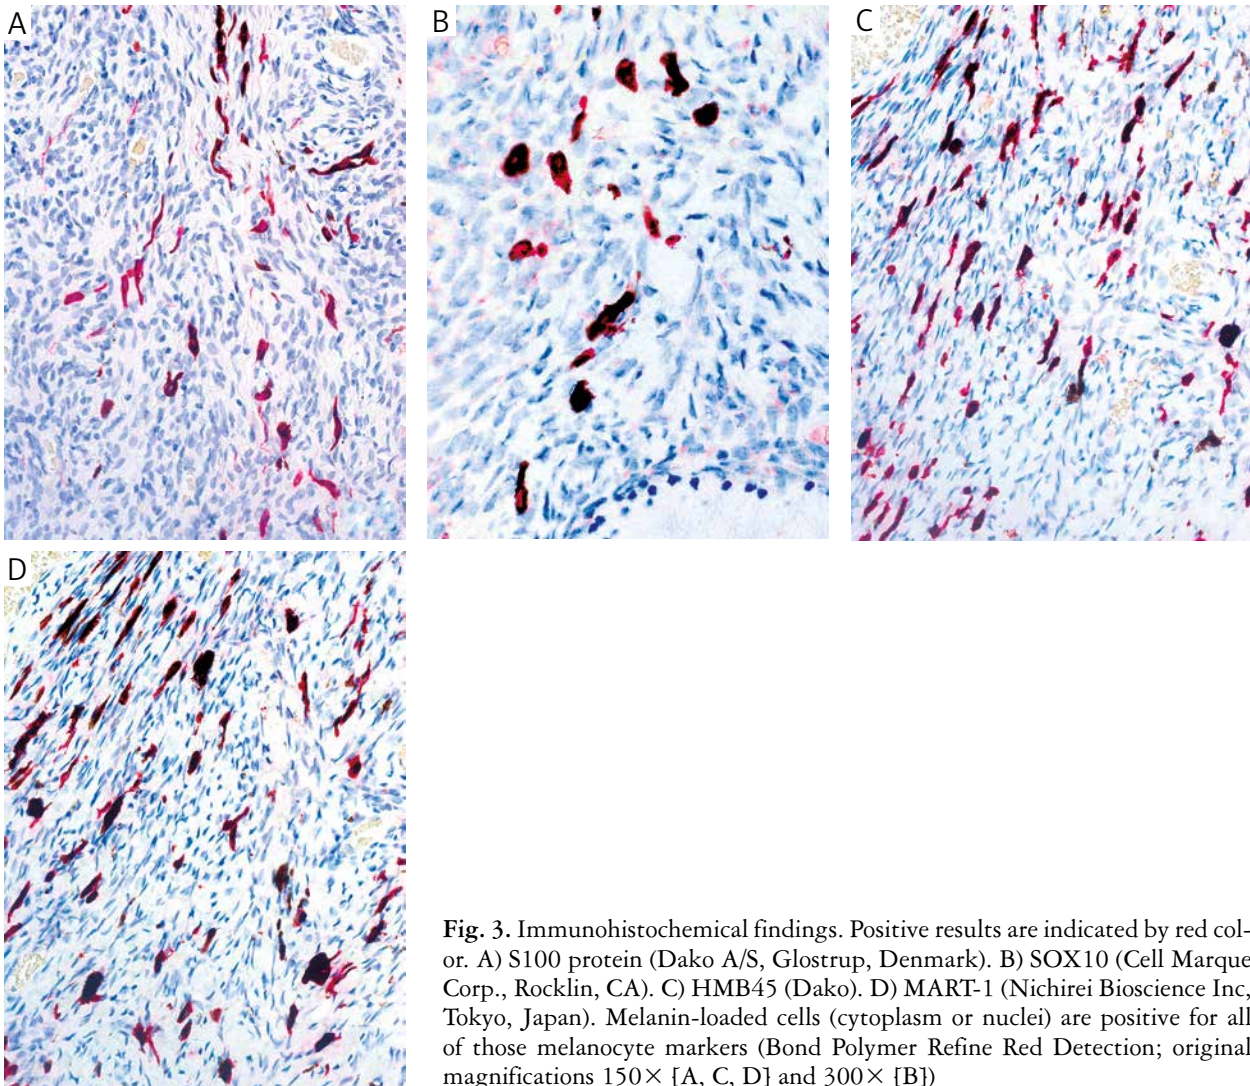 A
B
C
D
Fig. 3. Immunohistochemical findings. Positive results are indicated by red col-
or. A) S100 protein (Dako A/S, Glostrup, Denmark). B) SOX10 (Cell Marque
Corp., Rocklin, CA). C) HMB45 (Dako). D) MART-1 (Nichirei Bioscience Inc,
Tokyo, Japan). Melanin-loaded cells (cytoplasm or nuclei) are positive for all
of those melanocyte markers (Bond Polymer Refine Red Detection; original
magnifications 150× [A, C, D] and 300× [B])